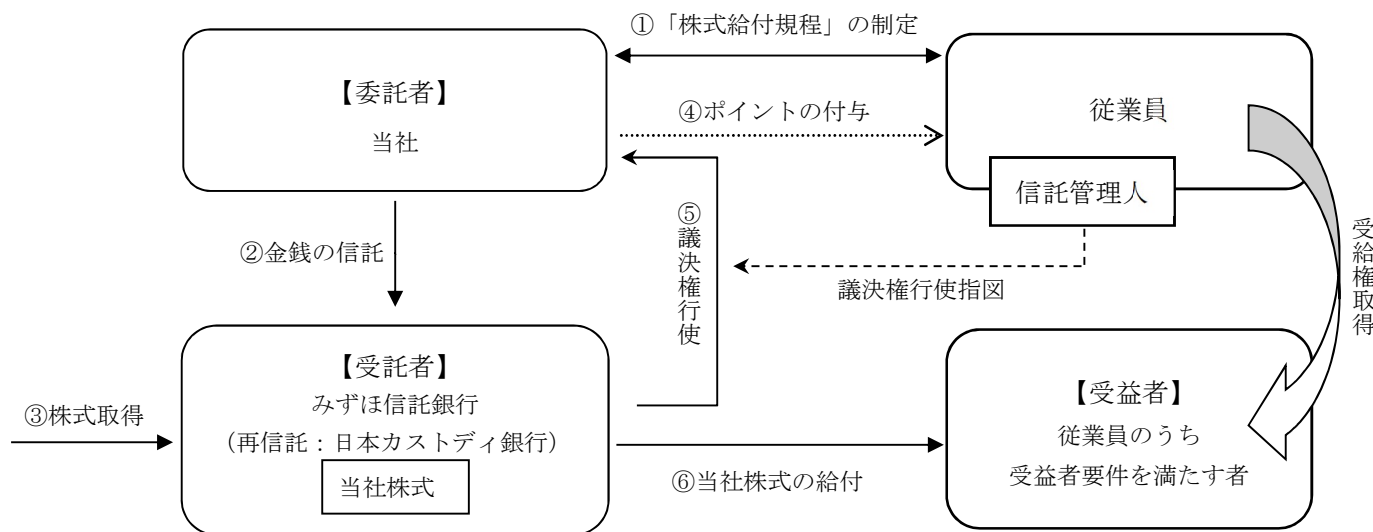 ①「株式給付規程」の制定
【委託者】
当社
④ポイントの付与
従業員
信託管理人
②金銭の信託
⑤議決権行使
議決権行使指図
受給権取得
【受託者】
みずほ信託銀行
（再信託：日本カストディ銀行）
当社株式
③株式取得
⑥当社株式の給付
【受益者】
従業員のうち
受益者要件を満たす者